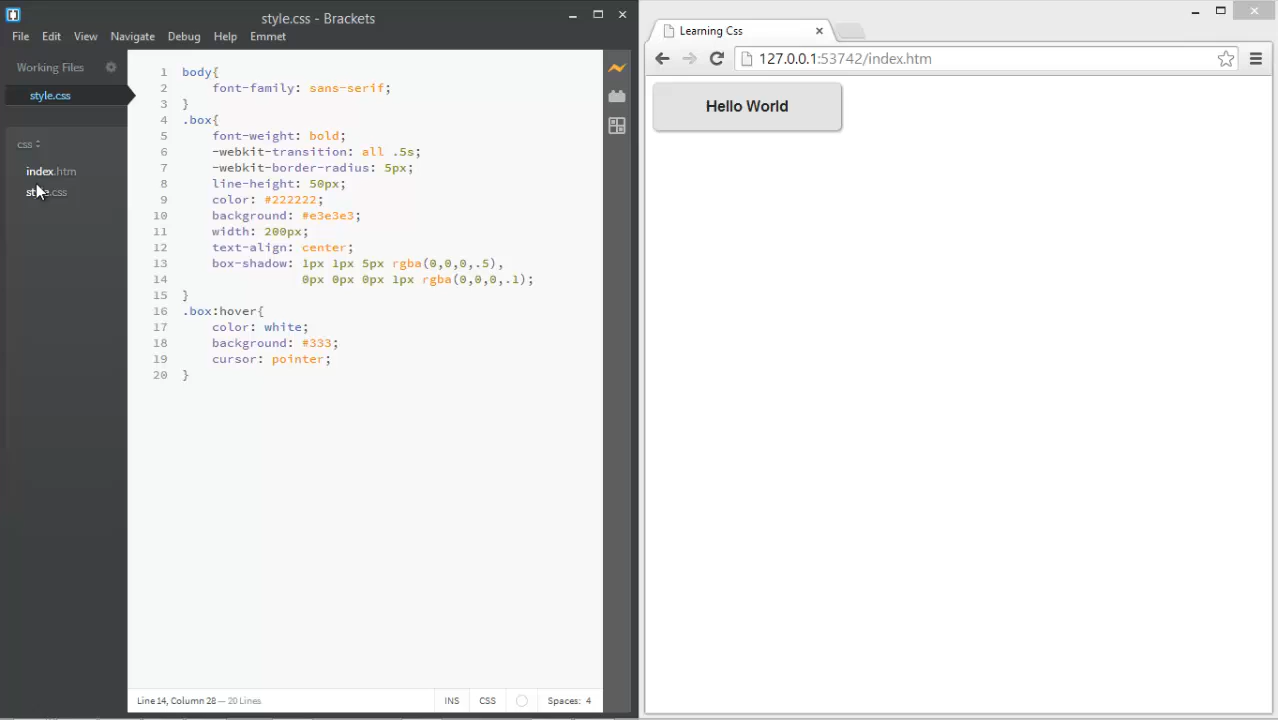 style.css - Brackets
File Edit View Navigate Debug Help Emmet
Working Files
style.css
css
index.htm
style.css
1 body{
2 font-family: sans-serif;
3 }
4 .box{
5 font-weight: bold;
6 -webkit-transition: all .5s;
7 -webkit-border-radius: 5px;
8 line-height: 50px;
9 color: #222222;
10 background: #e3e3e3;
11 width: 200px;
12 text-align: center;
13 box-shadow: 1px 1px 5px rgba(0,0,0,.5),
14 0px 0px 0px 1px rgba(0,0,0,.1);
15 }
16 .box:hover{
17 color: white;
18 background: #333;
19 cursor: pointer;
20 }
Line 14, Column 28 — 20 Lines
INS CSS Spaces: 4
Learning Css
127.0.0.1:53742/index.htm
Hello World